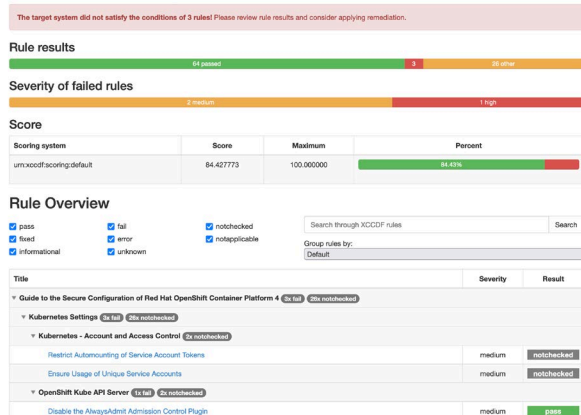 The target system did not satisfy the conditions of 3 rules! Please review rule results and consider applying remediation.
Rule results
64 passed 3 26 other
Severity of failed rules
2 medium 1 high
Score
Scoring system Score Maximum Percent
urn:xccdf:scoring:default 84.427773 100.000000 84.43%
Rule Overview
pass fail notchecked Search through XCCDF rules Search
fixed error notapplicable Group rules by:
informational unknown Default
Title Severity Result
Guide to the Secure Configuration of Red Hat OpenShift Container Platform 4 3x fail 26x notchecked
Kubernetes Settings 3x fail 26x notchecked
Kubernetes - Account and Access Control 2x notchecked
Restrict Automounting of Service Account Tokens medium notchecked
Ensure Usage of Unique Service Accounts medium notchecked
OpenShift Kube API Server 1x fail 2x notchecked
Disable the AlwaysAdmit Admission Control Plugin medium pass